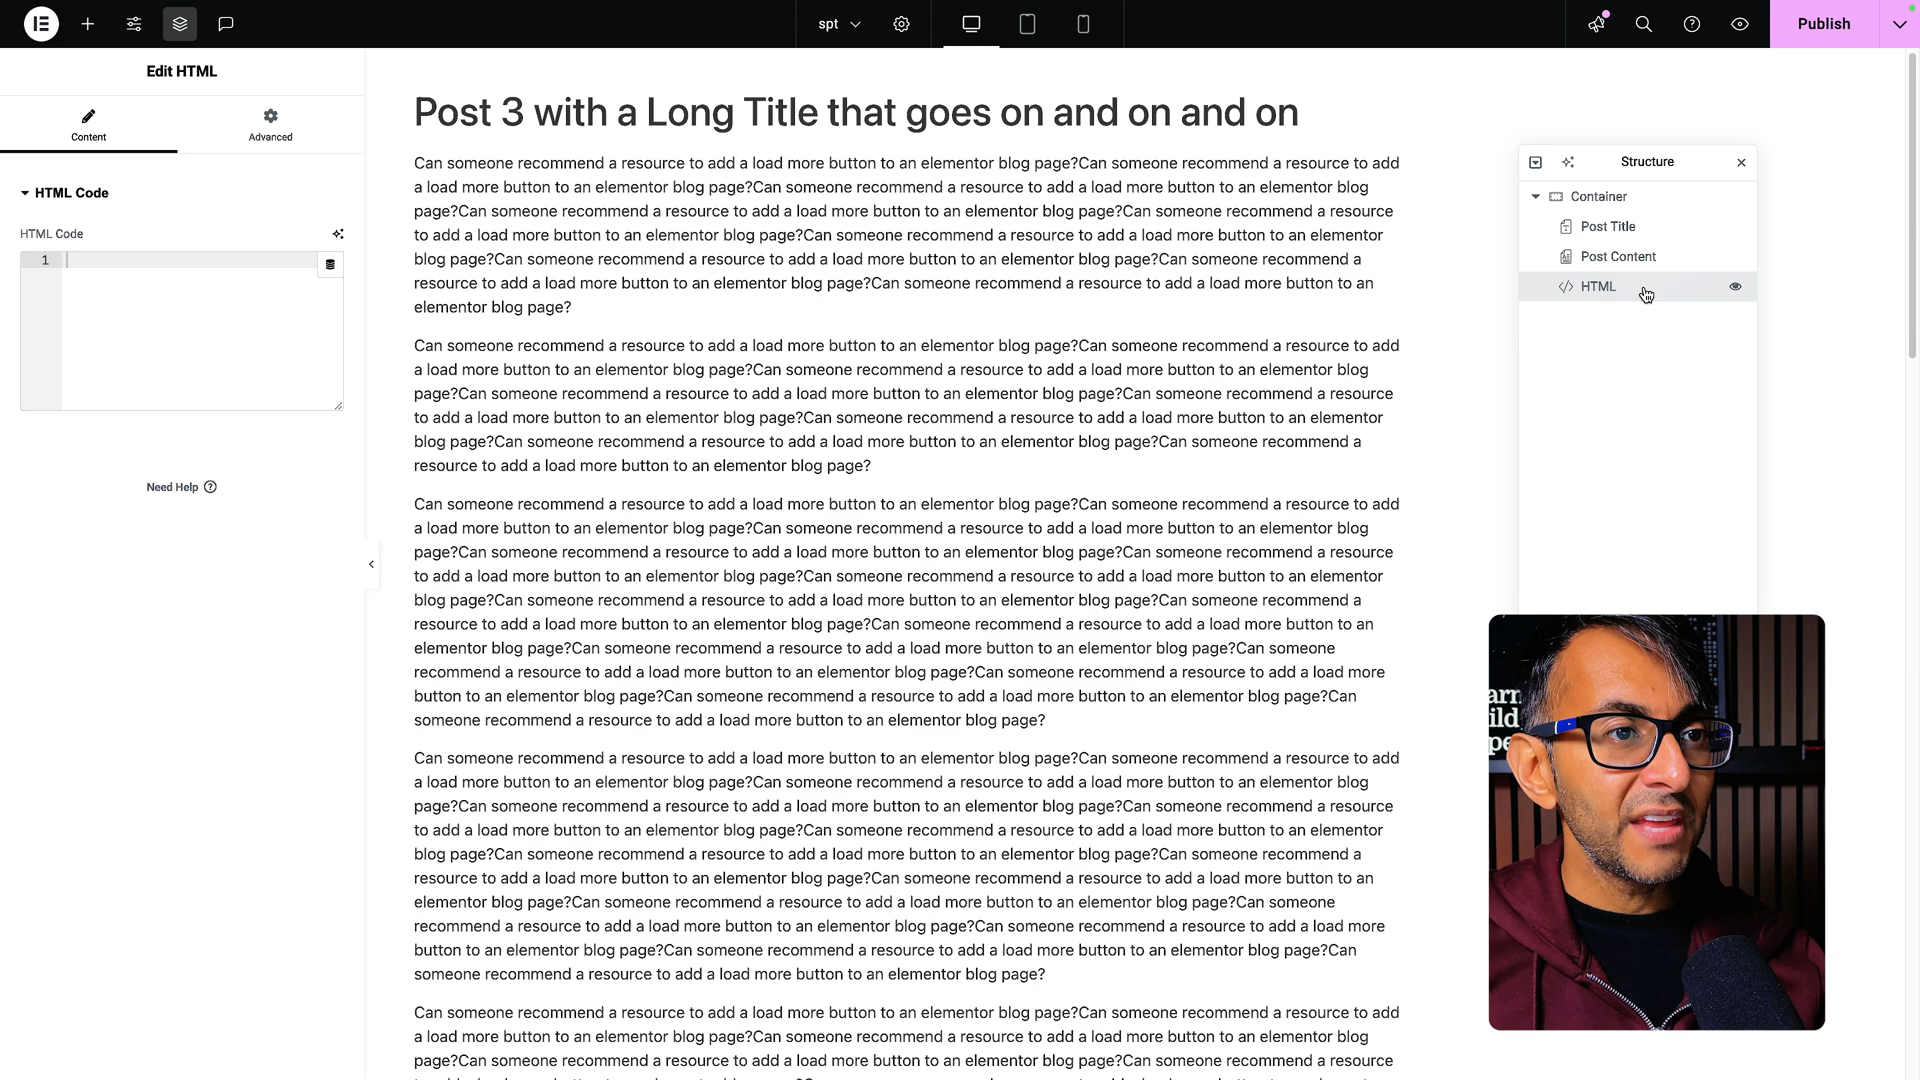 spt
Publish
Edit HTML
Content
Advanced
HTML Code
HTML Code
1
Need Help
Post 3 with a Long Title that goes on and on and on
Can someone recommend a resource to add a load more button to an elementor blog page?Can someone recommend a resource to add
a load more button to an elementor blog page?Can someone recommend a resource to add a load more button to an elementor blog
page?Can someone recommend a resource to add a load more button to an elementor blog page?Can someone recommend a resource
to add a load more button to an elementor blog page?Can someone recommend a resource to add a load more button to an elementor
blog page?Can someone recommend a resource to add a load more button to an elementor blog page?Can someone recommend a
resource to add a load more button to an elementor blog page?Can someone recommend a resource to add a load more button to an
elementor blog page?
Can someone recommend a resource to add a load more button to an elementor blog page?Can someone recommend a resource to add
a load more button to an elementor blog page?Can someone recommend a resource to add a load more button to an elementor blog
page?Can someone recommend a resource to add a load more button to an elementor blog page?Can someone recommend a resource
to add a load more button to an elementor blog page?Can someone recommend a resource to add a load more button to an elementor
blog page?Can someone recommend a resource to add a load more button to an elementor blog page?Can someone recommend a
resource to add a load more button to an elementor blog page?
Can someone recommend a resource to add a load more button to an elementor blog page?Can someone recommend a resource to add
a load more button to an elementor blog page?Can someone recommend a resource to add a load more button to an elementor blog
page?Can someone recommend a resource to add a load more button to an elementor blog page?Can someone recommend a resource
to add a load more button to an elementor blog page?Can someone recommend a resource to add a load more button to an elementor
blog page?Can someone recommend a resource to add a load more button to an elementor blog page?Can someone recommend a
resource to add a load more button to an elementor blog page?Can someone recommend a resource to add a load more button to an
elementor blog page?Can someone recommend a resource to add a load more button to an elementor blog page?Can someone
recommend a resource to add a load more button to an elementor blog page?Can someone recommend a resource to add a load more
button to an elementor blog page?Can someone recommend a resource to add a load more button to an elementor blog page?Can
someone recommend a resource to add a load more button to an elementor blog page?
Can someone recommend a resource to add a load more button to an elementor blog page?Can someone recommend a resource to add
a load more button to an elementor blog page?Can someone recommend a resource to add a load more button to an elementor blog
page?Can someone recommend a resource to add a load more button to an elementor blog page?Can someone recommend a resource
to add a load more button to an elementor blog page?Can someone recommend a resource to add a load more button to an elementor
blog page?Can someone recommend a resource to add a load more button to an elementor blog page?Can someone recommend a
resource to add a load more button to an elementor blog page?Can someone recommend a resource to add a load more button to an
elementor blog page?Can someone recommend a resource to add a load more button to an elementor blog page?Can someone
recommend a resource to add a load more button to an elementor blog page?Can someone recommend a resource to add a load more
button to an elementor blog page?Can someone recommend a resource to add a load more button to an elementor blog page?Can
someone recommend a resource to add a load more button to an elementor blog page?
Can someone recommend a resource to add a load more button to an elementor blog page?Can someone recommend a resource to add
a load more button to an elementor blog page?Can someone recommend a resource to add a load more button to an elementor blog
page?Can someone recommend a resource to add a load more button to an elementor blog page?Can someone recommend a resource
Structure
Container
Post Title
Post Content
HTML